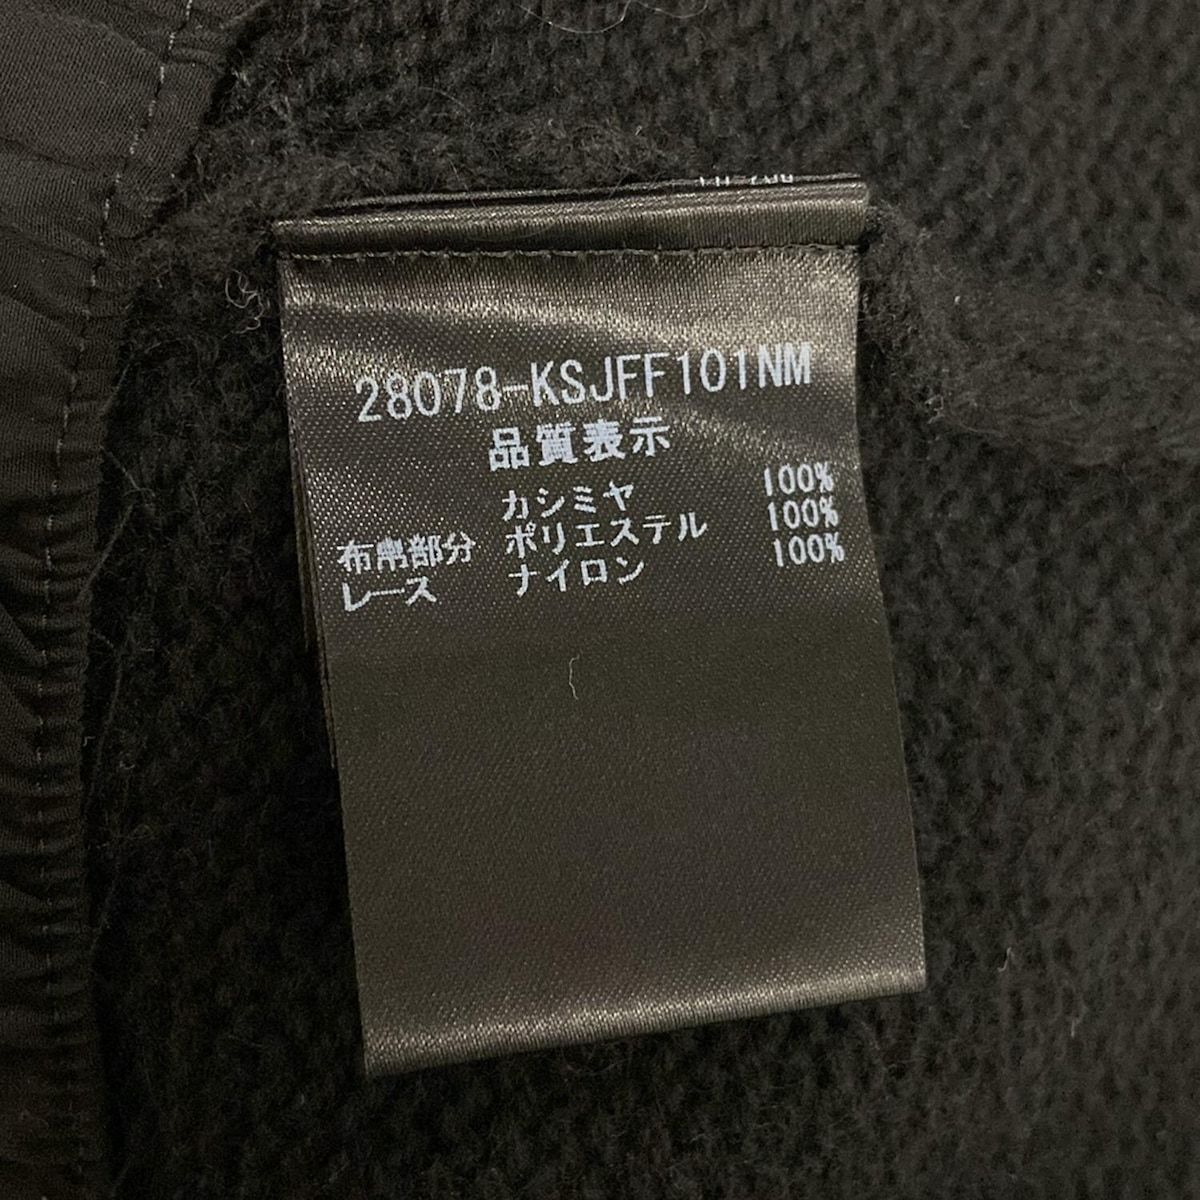 28078-KSJFF101NM
品質表示
カシミヤ 100%
布帛部分 ポリエステル 100%
レース ナイロン 100%